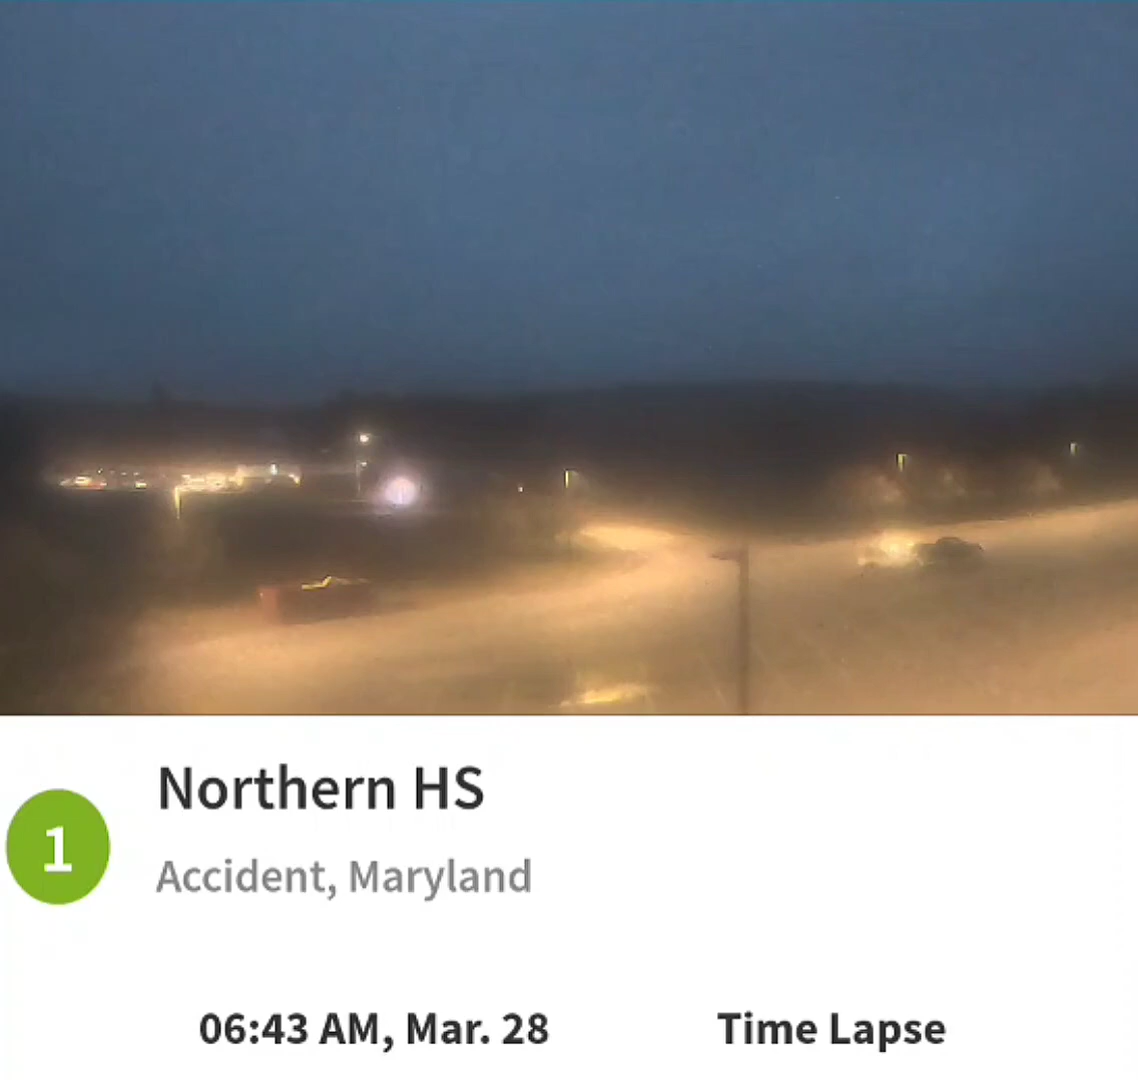 Northern HS
1
Accident, Maryland
06:43 AM, Mar. 28
Time Lapse